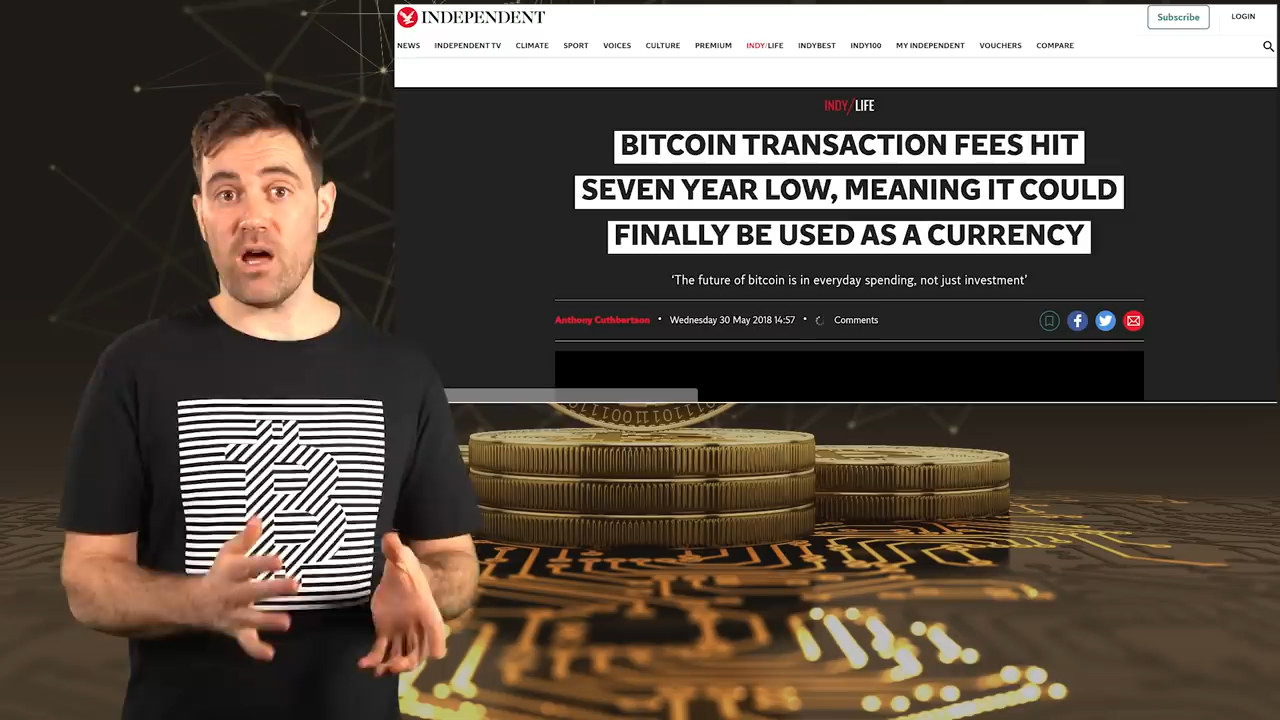 INDEPENDENT
Subscribe
LOGIN
NEWS INDEPENDENT TV CLIMATE SPORT VOICES CULTURE PREMIUM INDY/LIFE INDYBEST INDY100 MY INDEPENDENT VOUCHERS COMPARE
INDY/LIFE
BITCOIN TRANSACTION FEES HIT
SEVEN YEAR LOW, MEANING IT COULD
FINALLY BE USED AS A CURRENCY
‘The future of bitcoin is in everyday spending, not just investment’
Anthony Cuthbertson • Wednesday 30 May 2018 14:57 • Comments